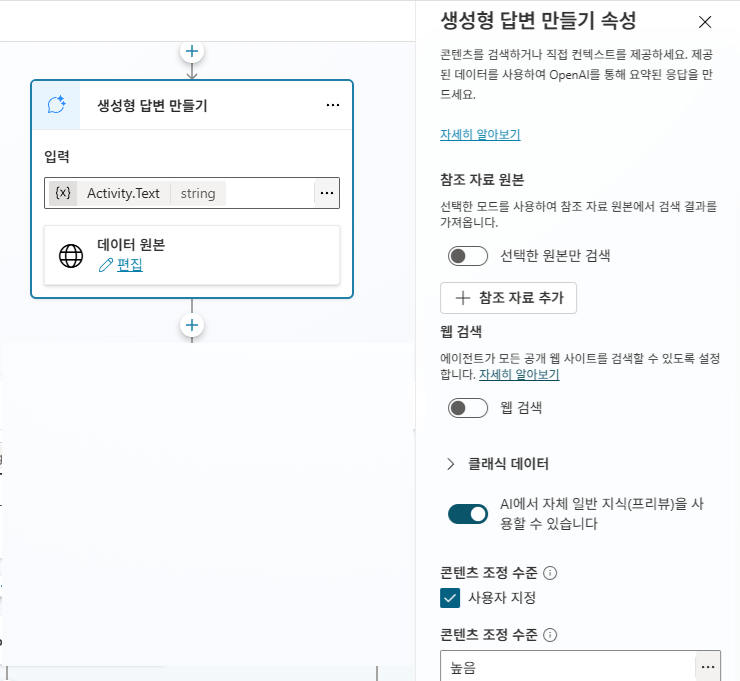 생성형 답변 만들기 속성
콘텐츠를 검색하거나 직접 컨텍스트를 제공하세요. 제공
된 데이터를 사용하여 OpenAI를 통해 요약된 응답을 만
드세요.
자세히 알아보기
생성형 답변 만들기
입력
{x} Activity.Text string
데이터 원본
편집
참조 자료 원본
선택한 모드를 사용하여 참조 자료 원본에서 검색 결과를
가져옵니다.
선택한 원본만 검색
참조 자료 추가
웹 검색
에이전트가 모든 공개 웹 사이트를 검색할 수 있도록 설정
합니다. 자세히 알아보기
웹 검색
클래식 데이터
AI에서 자체 일반 지식(프리뷰)을 사
용할 수 있습니다
콘텐츠 조정 수준
사용자 지정
콘텐츠 조정 수준
높음